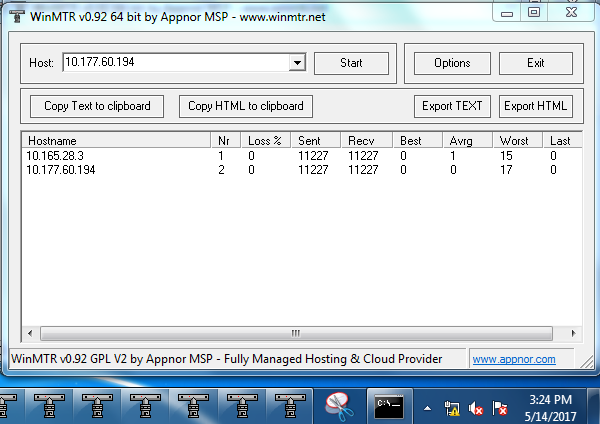 WinMTR v0.92 64 bit by Appnor MSP - www.winmtr.net
Host: 10.177.60.194 Start Options Exit
Copy Text to clipboard Copy HTML to clipboard Export TEXT Export HTML
Hostname Nr Loss % Sent Recv Best Avrg Worst Last
10.165.28.3 1 0 11227 11227 0 1 15 0
10.177.60.194 2 0 11227 11227 0 0 17 0
WinMTR v0.92 GPL V2 by Appnor MSP - Fully Managed Hosting & Cloud Provider www.appnor.com
C:\_
3:24 PM
5/14/2017